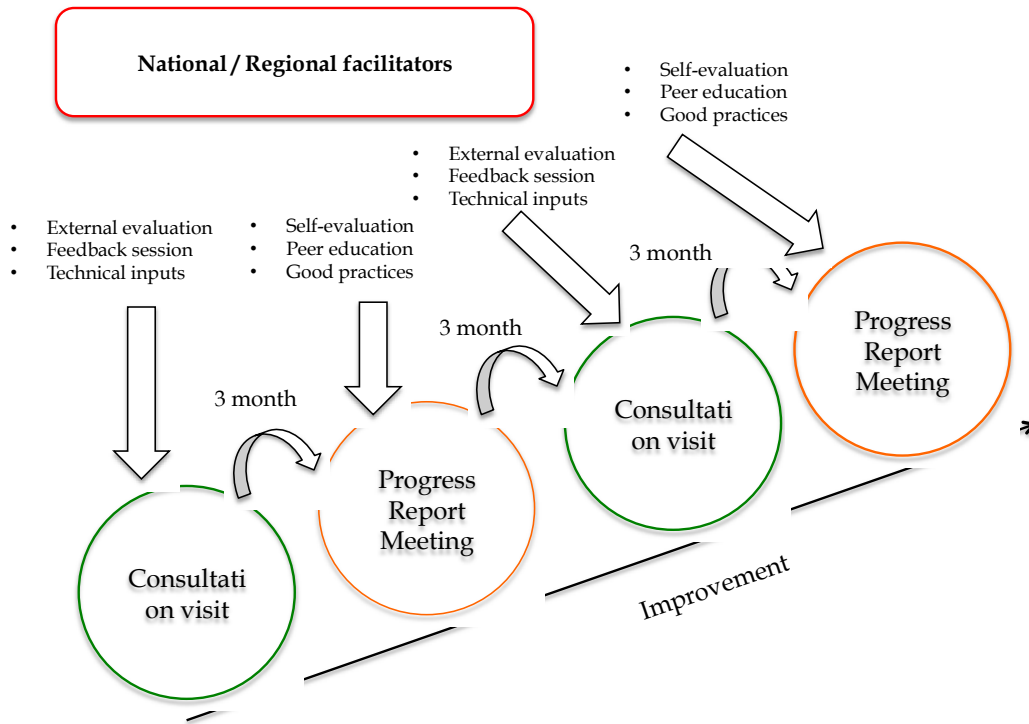 National / Regional facilitators
• Self-evaluation
• Peer education
• Good practices
• External evaluation
• Feedback session
• Technical inputs
• External evaluation
• Feedback session
• Technical inputs
• Self-evaluation
• Peer education
• Good practices
3 month
3 month
3 month
Progress
Report
Meeting
Consultati
on visit
Progress
Report
Meeting
Consultati
on visit
Improvement